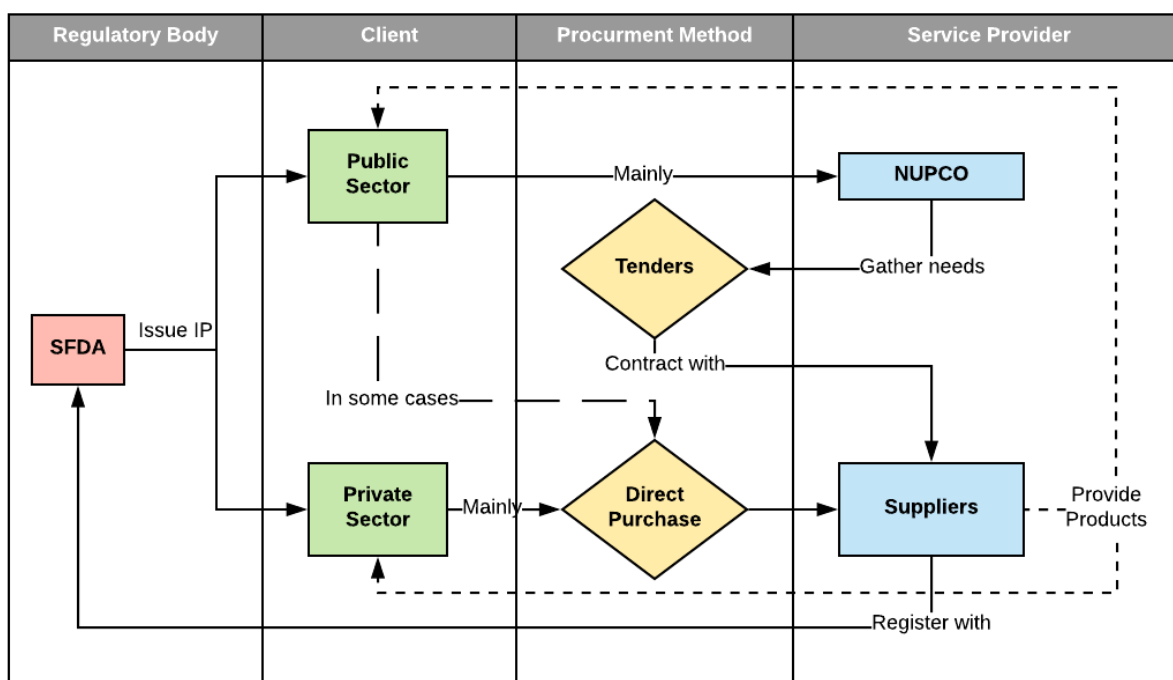 Regulatory Body
Client
Procurment Method
Service Provider
Public
Sector
Mainly
NUPCO
Tenders
Gather needs
Issue IP
SFDA
Contract with
In some cases
Private
Sector
Mainly
Direct
Purchase
Suppliers
Provide
Products
Register with